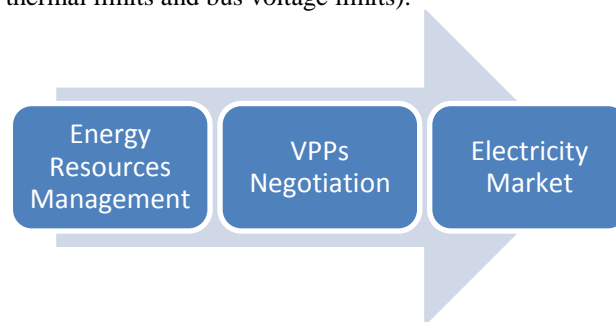 thermal limits and bus voltage limits).
Energy
Resources
Management
VPPs
Negotiation
Electricity
Market